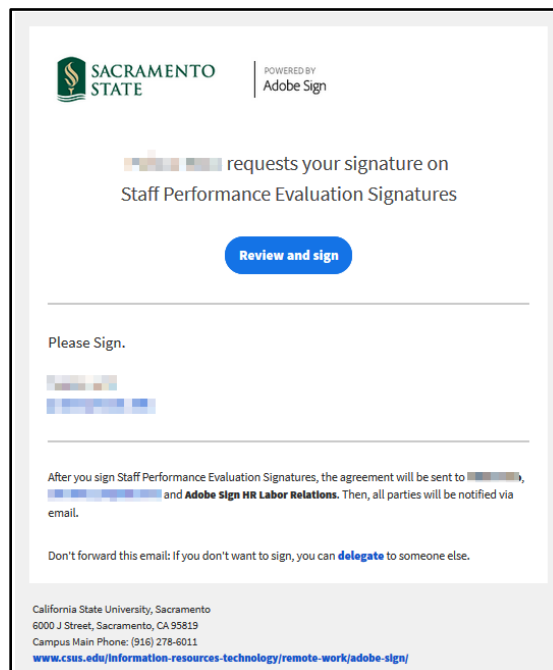 SACRAMENTO
STATE
POWERED BY
Adobe Sign
requests your signature on
Staff Performance Evaluation Signatures
Review and sign
Please Sign.
After you sign Staff Performance Evaluation Signatures, the agreement will be sent to ,
and Adobe Sign HR Labor Relations. Then, all parties will be notified via
email.
Don't forward this email: If you don't want to sign, you can delegate to someone else.
California State University, Sacramento
6000 J Street, Sacramento, CA 95819
Campus Main Phone: (916) 278-6011
www.csus.edu/information-resources-technology/remote-work/adobe-sign/